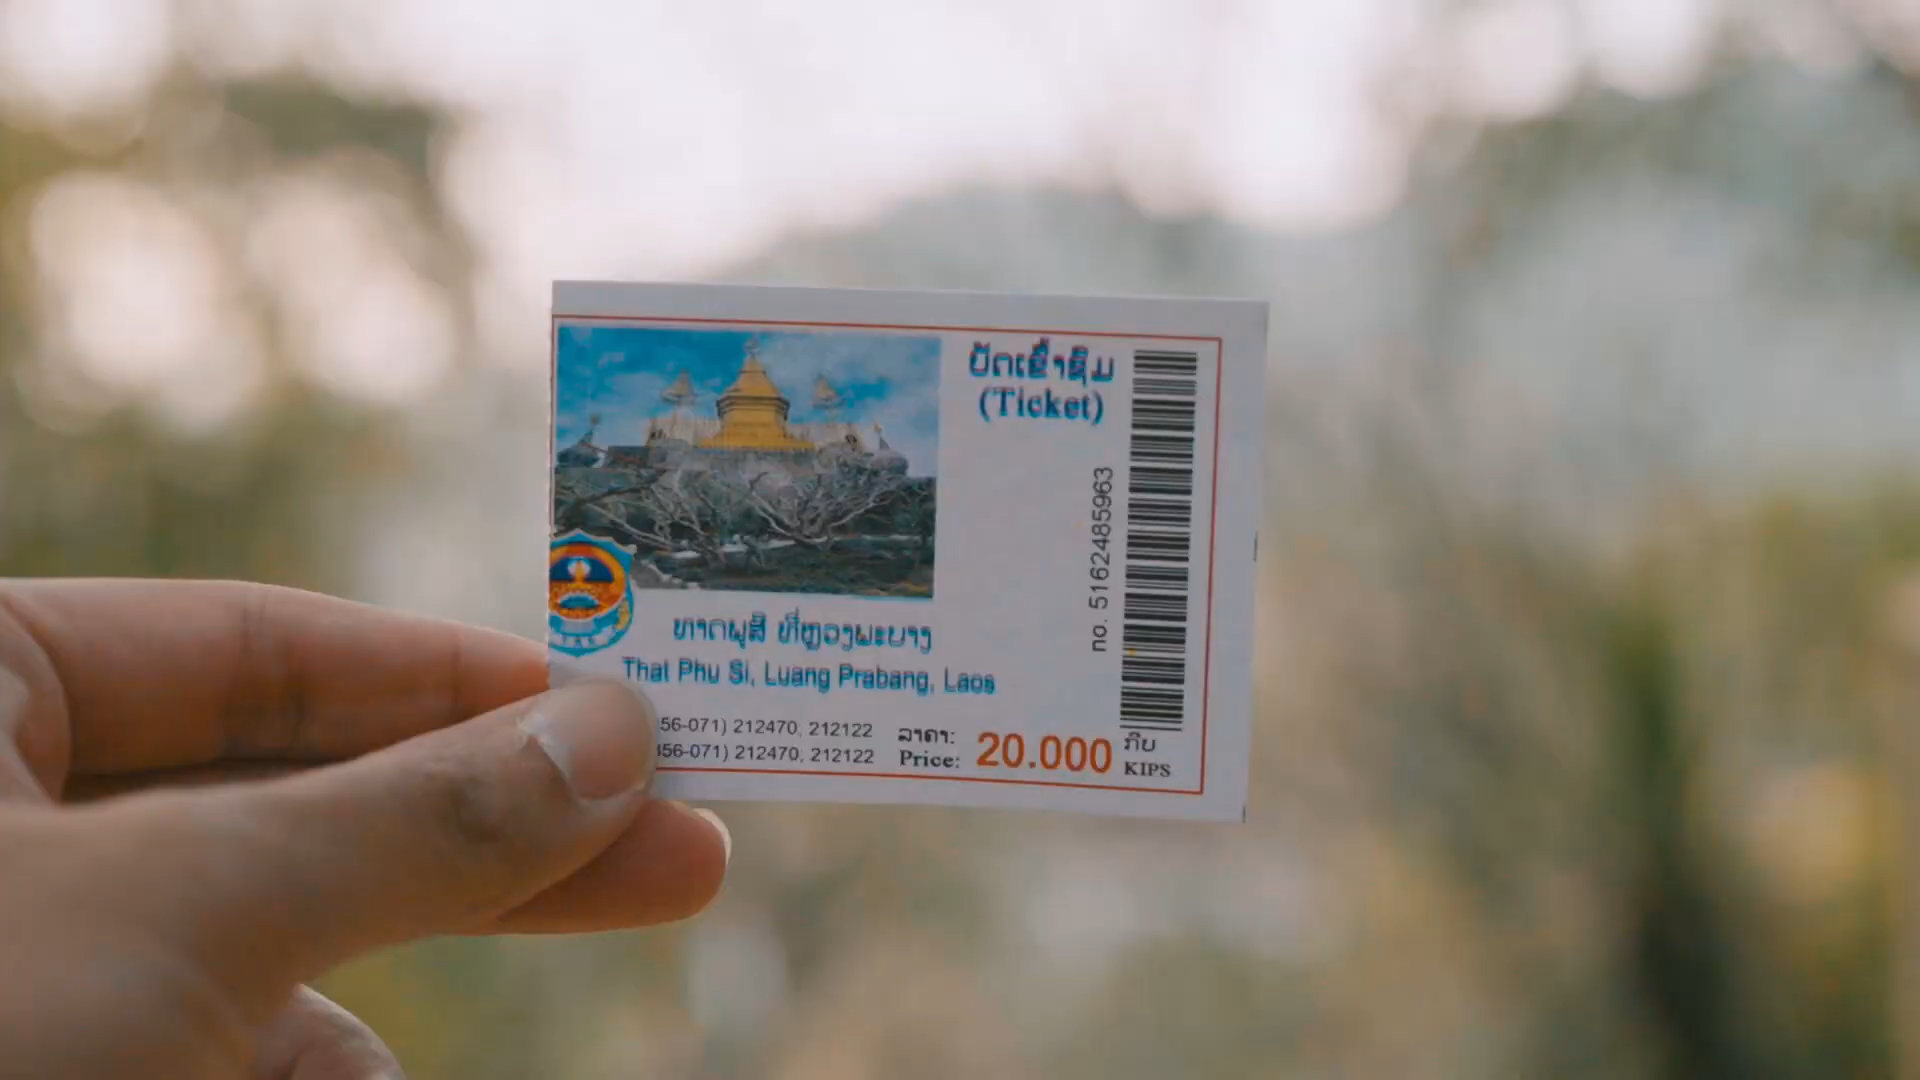 ປັດເຂົ້າຊົມ
(Ticket)
no. 5162485963
ທາດພູສີ ທີ່ຫຼວງພະບາງ
That Phu Si, Luang Prabang, Laos
56-071) 212470, 212122
856-071) 212470, 212122
ລາຄາ:
Price:
20.000
ກີບ
KIPS